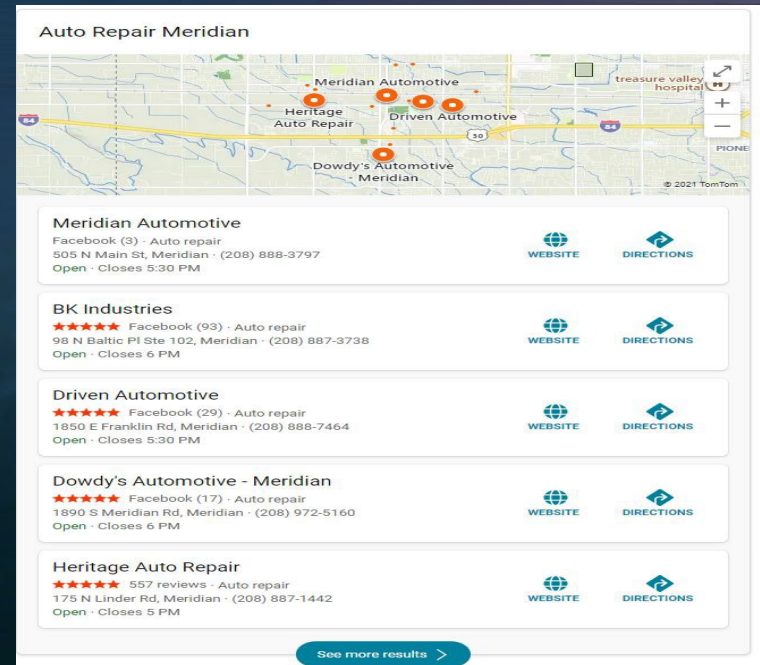 Auto Repair Meridian
Meridian Automotive
treasure valley
hospital
H
Heritage
Auto Repair
Driven Automotive
84
50
84
Dowdy's Automotive
- Meridian
PIONE
© 2021 TomTom
Meridian Automotive
Facebook (3) · Auto repair
505 N Main St, Meridian · (208) 888-3797
Open · Closes 5:30 PM
WEBSITE DIRECTIONS
BK Industries
★★★★★ Facebook (93) · Auto repair
98 N Baltic Pl Ste 102, Meridian · (208) 887-3738
Open · Closes 6 PM
WEBSITE DIRECTIONS
Driven Automotive
★★★★★ Facebook (29) · Auto repair
1850 E Franklin Rd, Meridian · (208) 888-7464
Open · Closes 5:30 PM
WEBSITE DIRECTIONS
Dowdy's Automotive - Meridian
★★★★★ Facebook (17) · Auto repair
1890 S Meridian Rd, Meridian · (208) 972-5160
Open · Closes 6 PM
WEBSITE DIRECTIONS
Heritage Auto Repair
★★★★★ 557 reviews · Auto repair
175 N Linder Rd, Meridian · (208) 887-1442
Open · Closes 5 PM
WEBSITE DIRECTIONS
See more results >